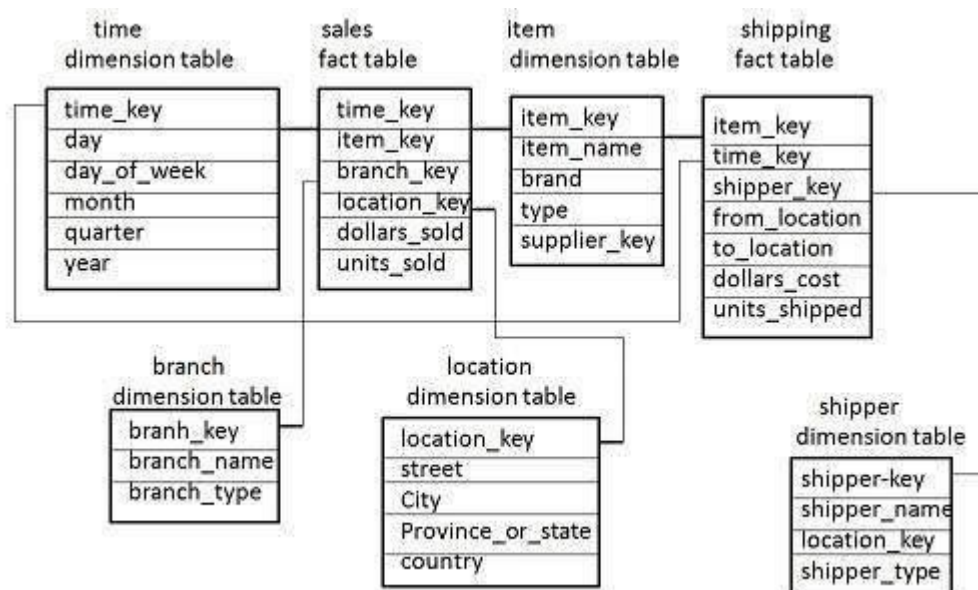 time
dimension table
time_key
day
day_of_week
month
quarter
year
sales
fact table
time_key
item_key
branch_key
location_key
dollars_sold
units_sold
item
dimension table
item_key
item_name
brand
type
supplier_key
shipping
fact table
item_key
time_key
shipper_key
from_location
to_location
dollars_cost
units_shipped
branch
dimension table
branh_key
branch_name
branch_type
location
dimension table
location_key
street
City
Province_or_state
country
shipper
dimension table
shipper-key
shipper_name
location_key
shipper_type